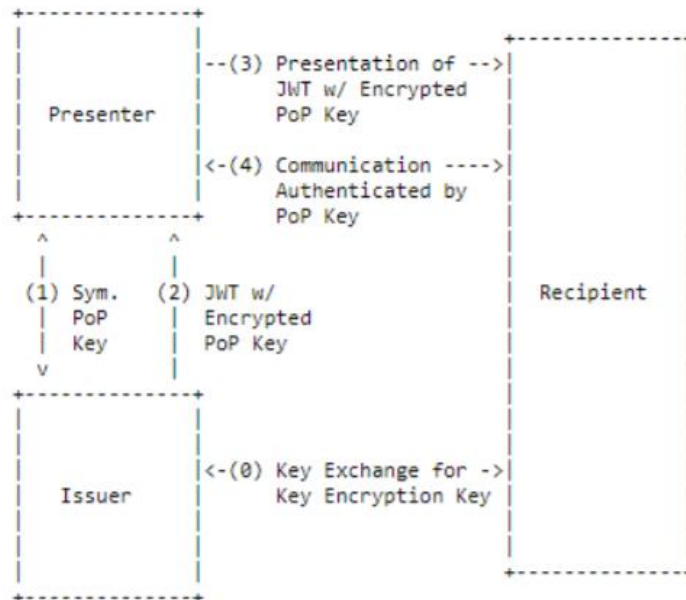 --(3) Presentation of -->
JWT w/ Encrypted
Presenter PoP Key
<-(4) Communication ---->
Authenticated by
PoP Key
(1) Sym. (2) JWT w/ Recipient
PoP Encrypted
Key PoP Key
<-(0) Key Exchange for ->
Issuer Key Encryption Key